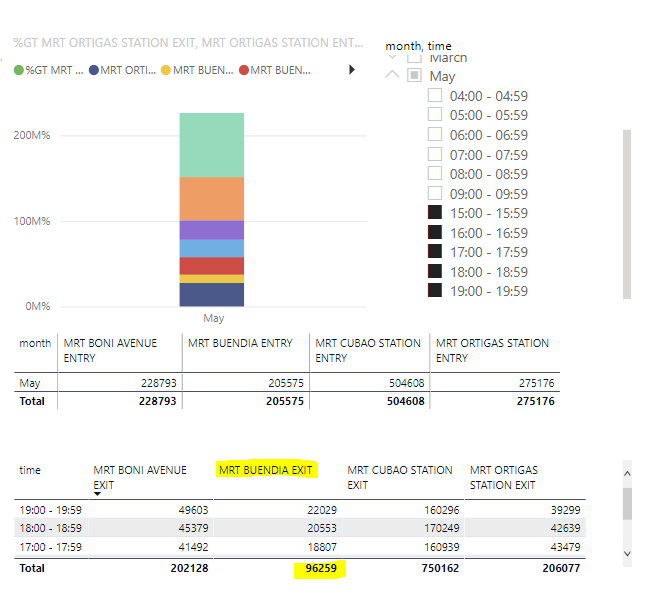 %GT MRT ORTIGAS STATION EXIT, MRT ORTIGAS STATION ENT...
%GT MRT ... MRT ORTI... MRT BUEN... MRT BUEN...
200M%
100M%
0M%
May
month, time
March
May
04:00 - 04:59
05:00 - 05:59
06:00 - 06:59
07:00 - 07:59
08:00 - 08:59
09:00 - 09:59
15:00 - 15:59
16:00 - 16:59
17:00 - 17:59
18:00 - 18:59
19:00 - 19:59
month MRT BONI AVENUE MRT BUENDIA ENTRY MRT CUBAO STATION MRT ORTIGAS STATION
ENTRY ENTRY ENTRY
May 228793 205575 504608 275176
Total 228793 205575 504608 275176
time MRT BONI AVENUE MRT BUENDIA EXIT MRT CUBAO STATION MRT ORTIGAS
EXIT EXIT STATION EXIT
19:00 - 19:59 49603 22029 160296 39299
18:00 - 18:59 45379 20553 170249 42639
17:00 - 17:59 41492 18807 160939 43479
Total 202128 96259 750162 206077